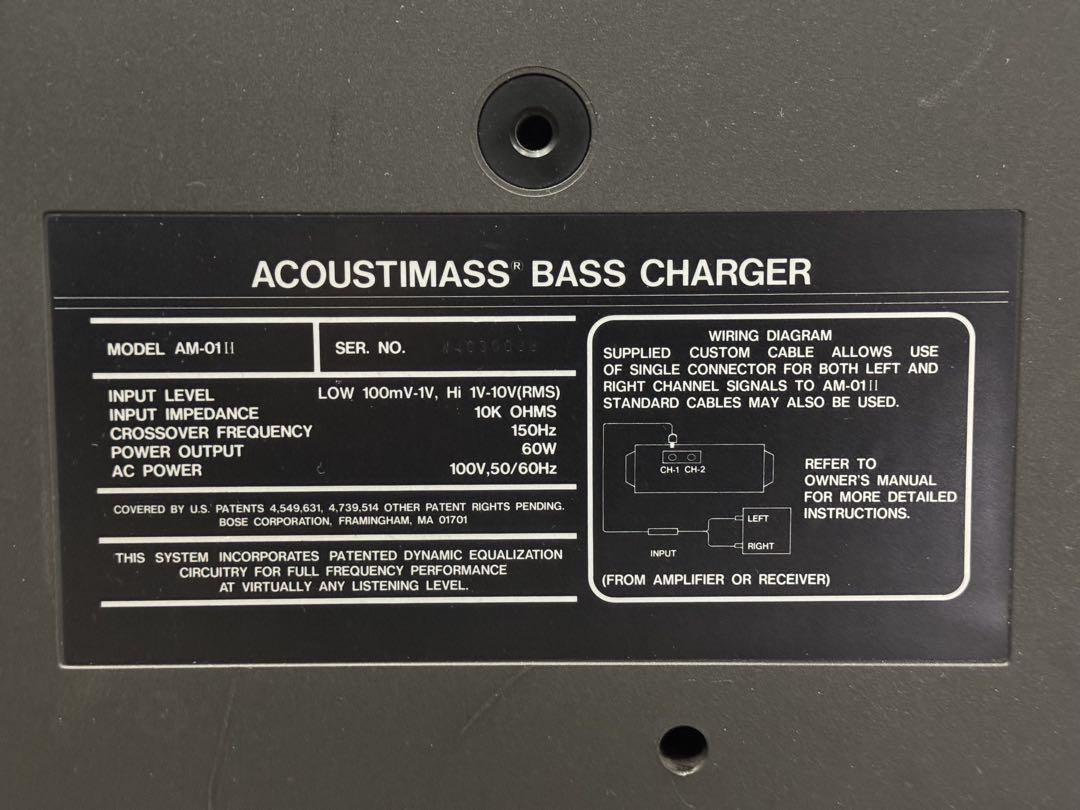 ACOUSTIMASS® BASS CHARGER
MODEL AM-01II
SER. NO.
INPUT LEVEL LOW 100mV-1V, Hi 1V-10V(RMS)
INPUT IMPEDANCE 10K OHMS
CROSSOVER FREQUENCY 150Hz
POWER OUTPUT 60W
AC POWER 100V,50/60Hz
COVERED BY U.S. PATENTS 4,549,631, 4,739,514 OTHER PATENT RIGHTS PENDING.
BOSE CORPORATION, FRAMINGHAM, MA 01701
THIS SYSTEM INCORPORATES PATENTED DYNAMIC EQUALIZATION
CIRCUITRY FOR FULL FREQUENCY PERFORMANCE
AT VIRTUALLY ANY LISTENING LEVEL.
WIRING DIAGRAM
SUPPLIED CUSTOM CABLE ALLOWS USE
OF SINGLE CONNECTOR FOR BOTH LEFT AND
RIGHT CHANNEL SIGNALS TO AM-01II
STANDARD CABLES MAY ALSO BE USED.
CH-1 CH-2
REFER TO
OWNER'S MANUAL
FOR MORE DETAILED
INSTRUCTIONS.
LEFT
RIGHT
INPUT
(FROM AMPLIFIER OR RECEIVER)